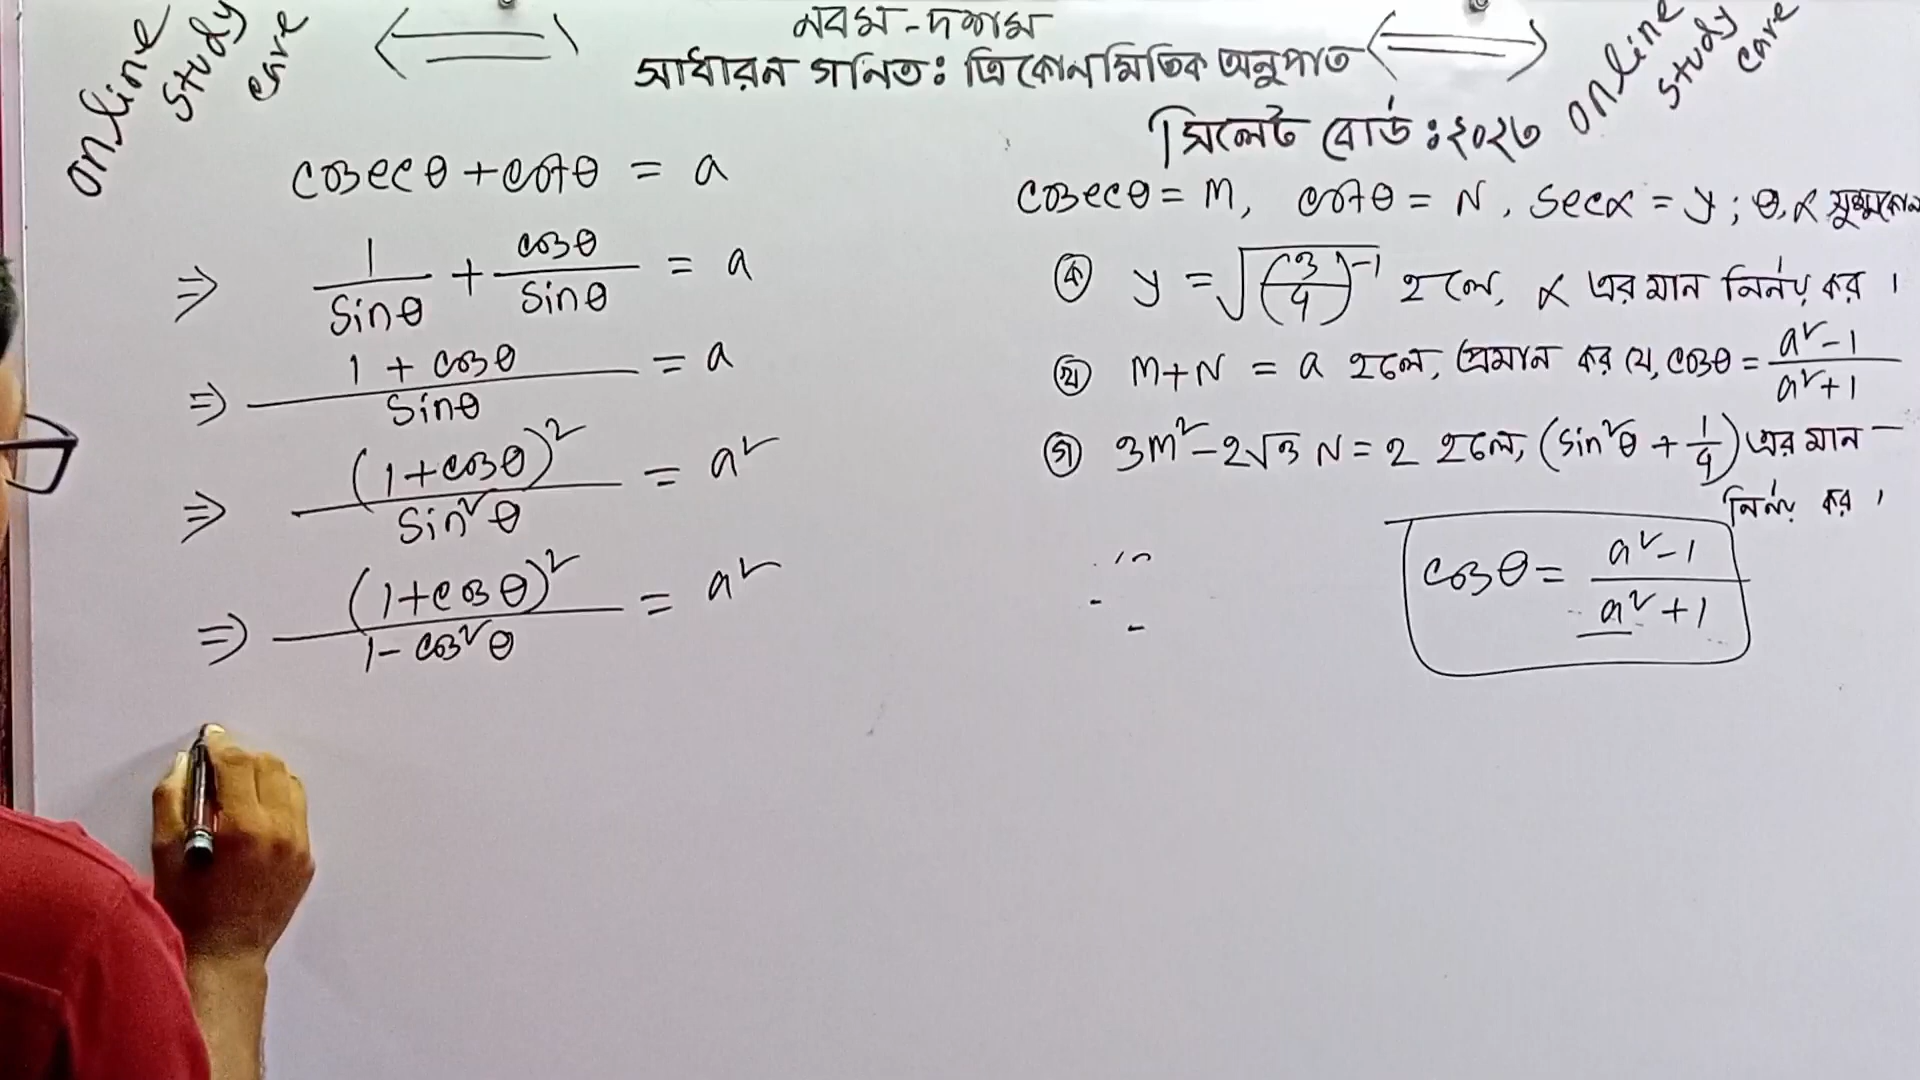 online study care
নবম-দশম
সাধারন গনিতঃ ত্রিকোনমিতিক অনুপাত
online study care
সিলেট বোর্ডঃ ২০২৩
cosecθ + cotθ = a
⇒ 1/sinθ + cosθ/sinθ = a
⇒ (1 + cosθ)/sinθ = a
⇒ (1+cosθ)²/sin²θ = a²
⇒ (1+cosθ)²/(1-cos²θ) = a²
cosecθ = M, cotθ = N, secα = y; θ, α সুক্ষ্মকোন
ক) y = √((3/4)^-1) হলে, α এর মান নির্নয় কর।
খ) M+N = a হলে, প্রমান কর যে, cosθ = (a²-1)/(a²+1)
গ) 3M² - 2√3 N = 2 হলে, (sin²θ + 1/4) এর মান -
নির্নয় কর।
cosθ = (a²-1)/(a²+1)